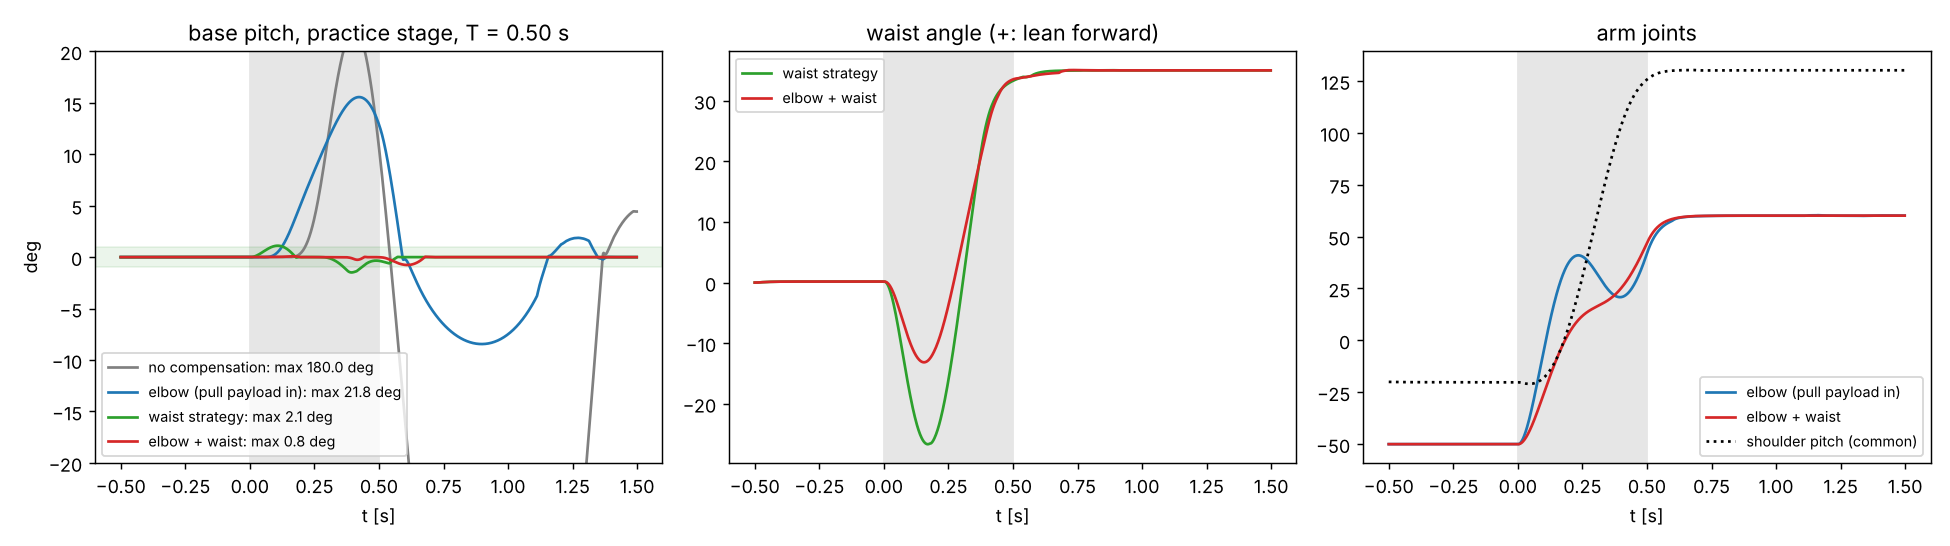 base pitch, practice stage, T = 0.50 s
deg
20
15
10
5
0
−5
−10
−15
−20
no compensation: max 180.0 deg
elbow (pull payload in): max 21.8 deg
waist strategy: max 2.1 deg
elbow + waist: max 0.8 deg
−0.50 −0.25 0.00 0.25 0.50 0.75 1.00 1.25 1.50
t [s]
waist angle (+: lean forward)
waist strategy
elbow + waist
30
20
10
0
−10
−20
−0.50 −0.25 0.00 0.25 0.50 0.75 1.00 1.25 1.50
t [s]
arm joints
125
100
75
50
25
0
−25
−50
elbow (pull payload in)
elbow + waist
shoulder pitch (common)
−0.50 −0.25 0.00 0.25 0.50 0.75 1.00 1.25 1.50
t [s]